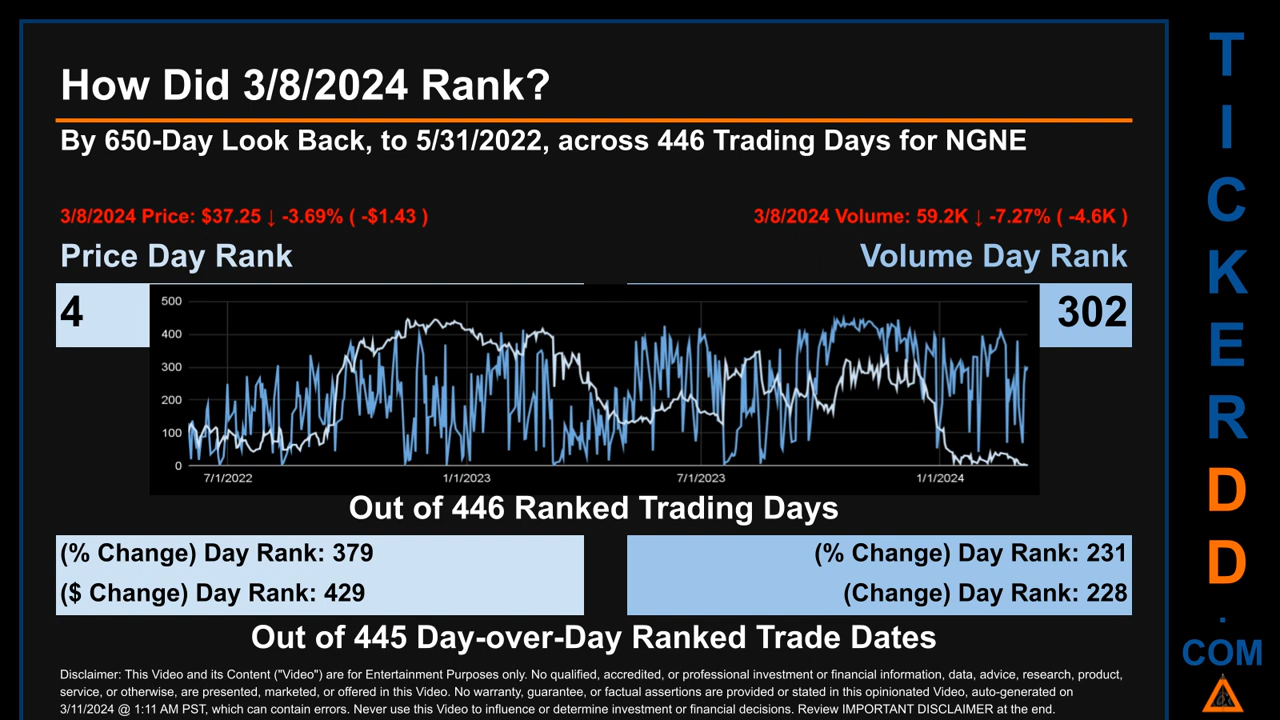 How Did 3/8/2024 Rank?
By 650-Day Look Back, to 5/31/2022, across 446 Trading Days for NGNE
3/8/2024 Price: $37.25 ↓ -3.69% ( -$1.43 )
3/8/2024 Volume: 59.2K ↓ -7.27% ( -4.6K )
Price Day Rank
Volume Day Rank
4
302
500
400
300
200
100
0
7/1/2022
1/1/2023
7/1/2023
1/1/2024
Out of 446 Ranked Trading Days
(% Change) Day Rank: 379
($ Change) Day Rank: 429
(% Change) Day Rank: 231
(Change) Day Rank: 228
Out of 445 Day-over-Day Ranked Trade Dates
Disclaimer: This Video and its Content ("Video") are for Entertainment Purposes only. No qualified, accredited, or professional investment or financial information, data, advice, research, product,
service, or otherwise, are presented, marketed, or offered in this Video. No warranty, guarantee, or factual assertions are provided or stated in this opinionated Video, auto-generated on
3/11/2024 @ 1:11 AM PST, which can contain errors. Never use this Video to influence or determine investment or financial decisions. Review IMPORTANT DISCLAIMER at the end.
T
I
C
K
E
R
D
D
.
COM